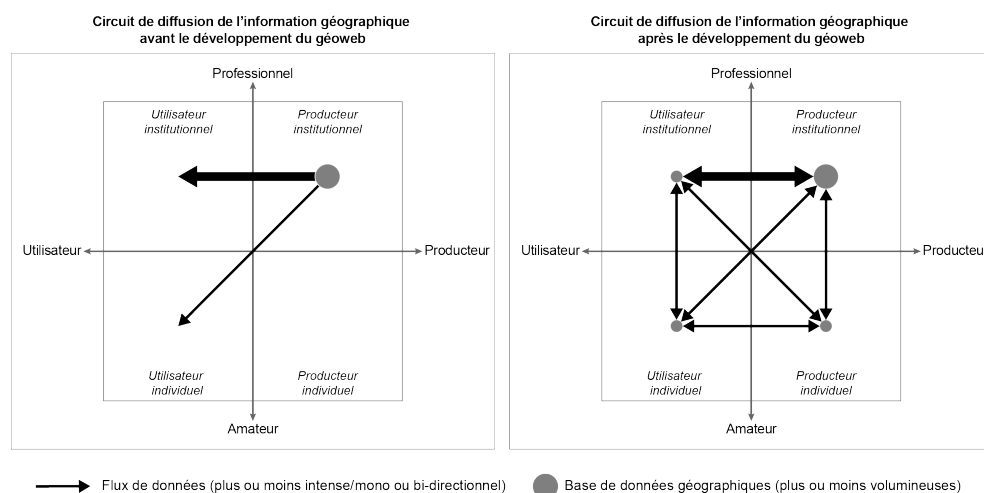 Circuit de diffusion de l'information géographique
avant le développement du géoweb
Professionnel
Utilisateur
institutionnel
Producteur
institutionnel
Utilisateur
Producteur
Utilisateur
individuel
Producteur
individuel
Amateur
Circuit de diffusion de l'information géographique
après le développement du géoweb
Professionnel
Utilisateur
institutionnel
Producteur
institutionnel
Utilisateur
Producteu
Utilisateur
individuel
Producteur
individuel
Amateur
Flux de données (plus ou moins intense/mono ou bi-directionnel)
Base de données géographiques (plus ou moins volumineuses)